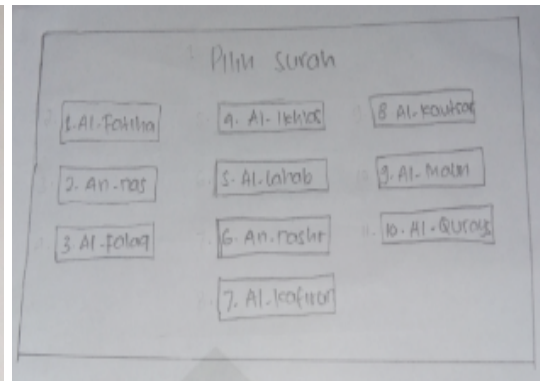 Pilih surah
1. Al-Fatiha
2. An-nas
3. Al-Falaq
4. Al-Ikhlas
5. Al-Lahab
6. An-nashr
7. Al-kafirun
8 Al-kautsar
9. Al-Maun
10. Al-Qurays